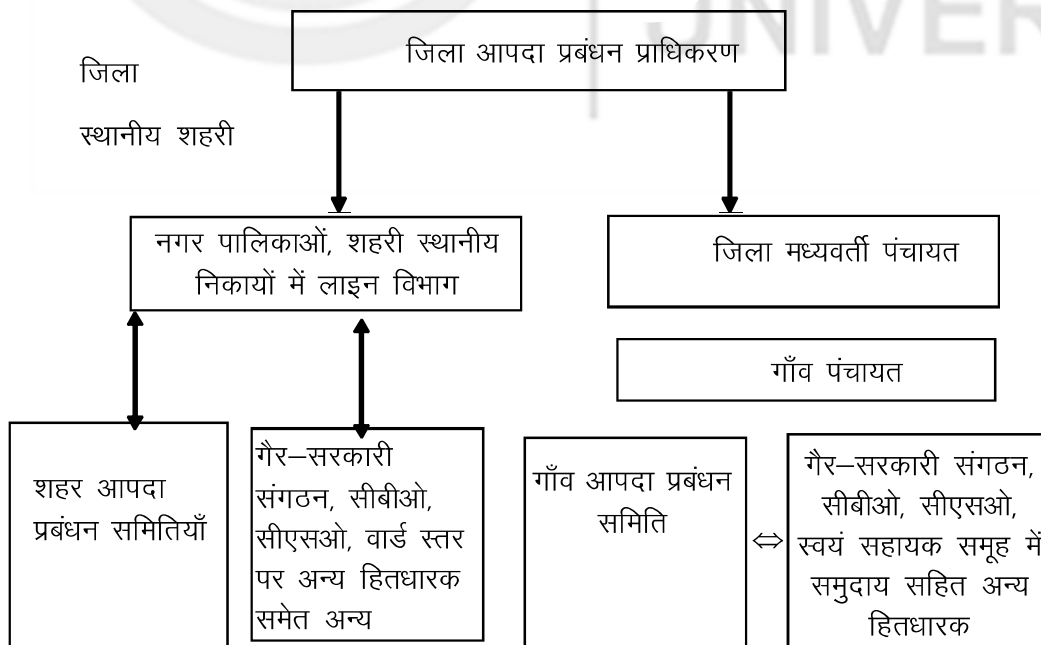 UNIVER
जिला आपदा प्रबंधन प्राधिकरण
जिला
स्थानीय शहरी
नगर पालिकाओं, शहरी स्थानीय
निकायों में लाइन विभाग
जिला मध्यवर्ती पंचायत
गाँव पंचायत
शहर आपदा
प्रबंधन समितियाँ
गैर–सरकारी
संगठन, सीबीओ,
सीएसओ, वार्ड स्तर
पर अन्य हितधारक
समेत अन्य
गाँव आपदा प्रबंधन
समिति
गैर–सरकारी संगठन,
सीबीओ, सीएसओ,
स्वयं सहायक समूह में
समुदाय सहित अन्य
हितधारक